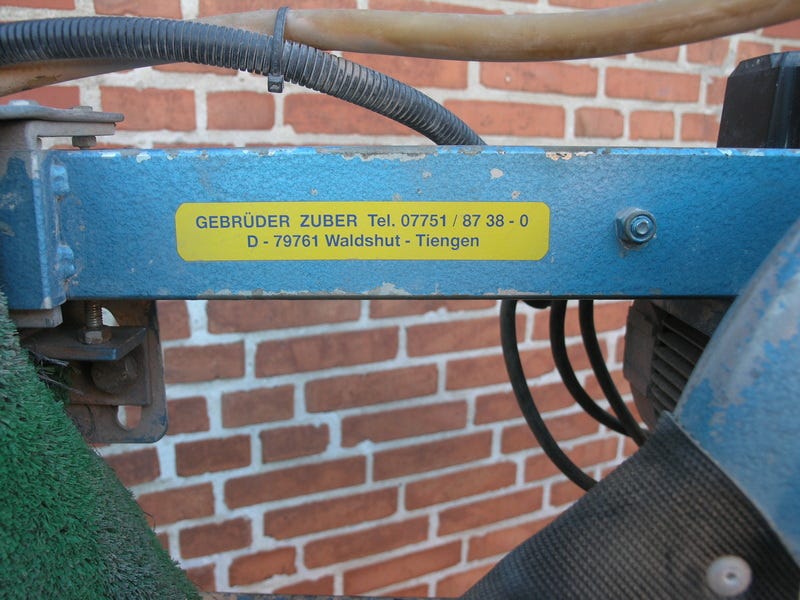 GEBRÜDER ZUBER Tel. 07751 / 87 38 - 0
D - 79761 Waldshut - Tiengen